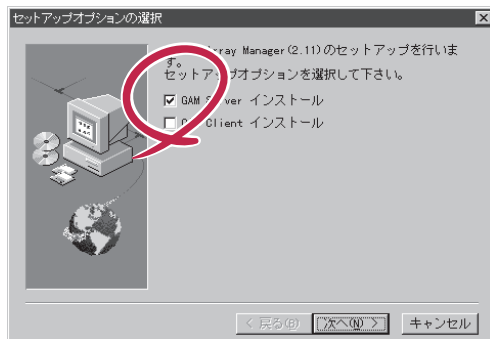 セットアップオプションの選択
Array Manager(2.11)のセットアップを行いま
す。
セットアップオプションを選択して下さい。
GAM Server インストール
Client インストール
< 戻る(B)
次へ(N) >
キャンセル